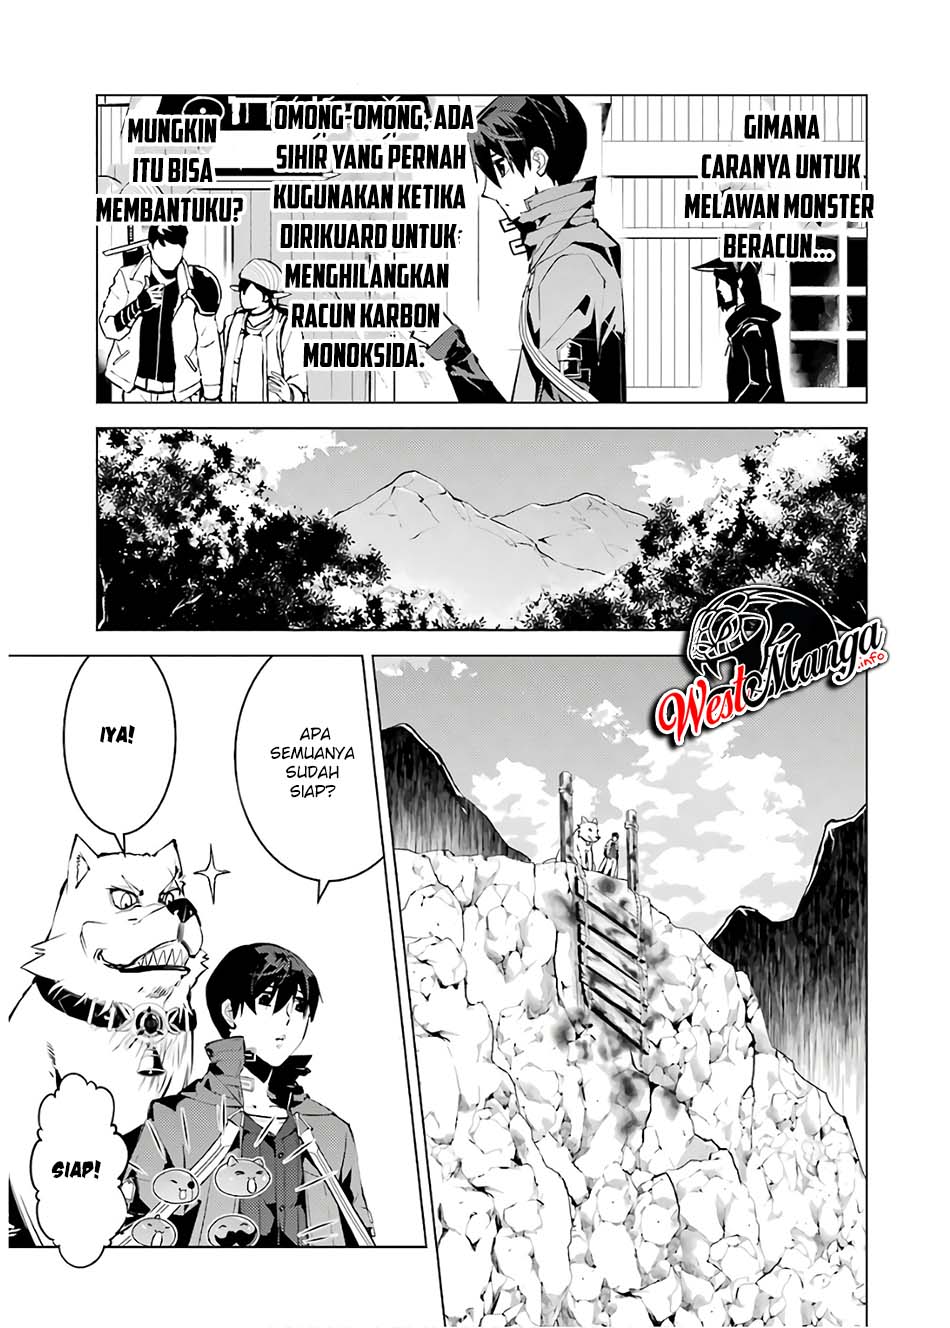 GIMANA
CARANYA UNTUK
MELAWAN MONSTER
BERACUN...
OMONG-OMONG, ADA
SIHIR YANG PERNAH
KUGUNAKAN KETIKA
DIRIKUARD UNTUK
MENGHILANGKAN
RACUN KARBON
MONOKSIDA.
MUNGKIN
ITU BISA
MEMBANTUKU?
WestManga
.info
APA
SEMUANYA
SUDAH
SIAP?
IYA!
SIAP!